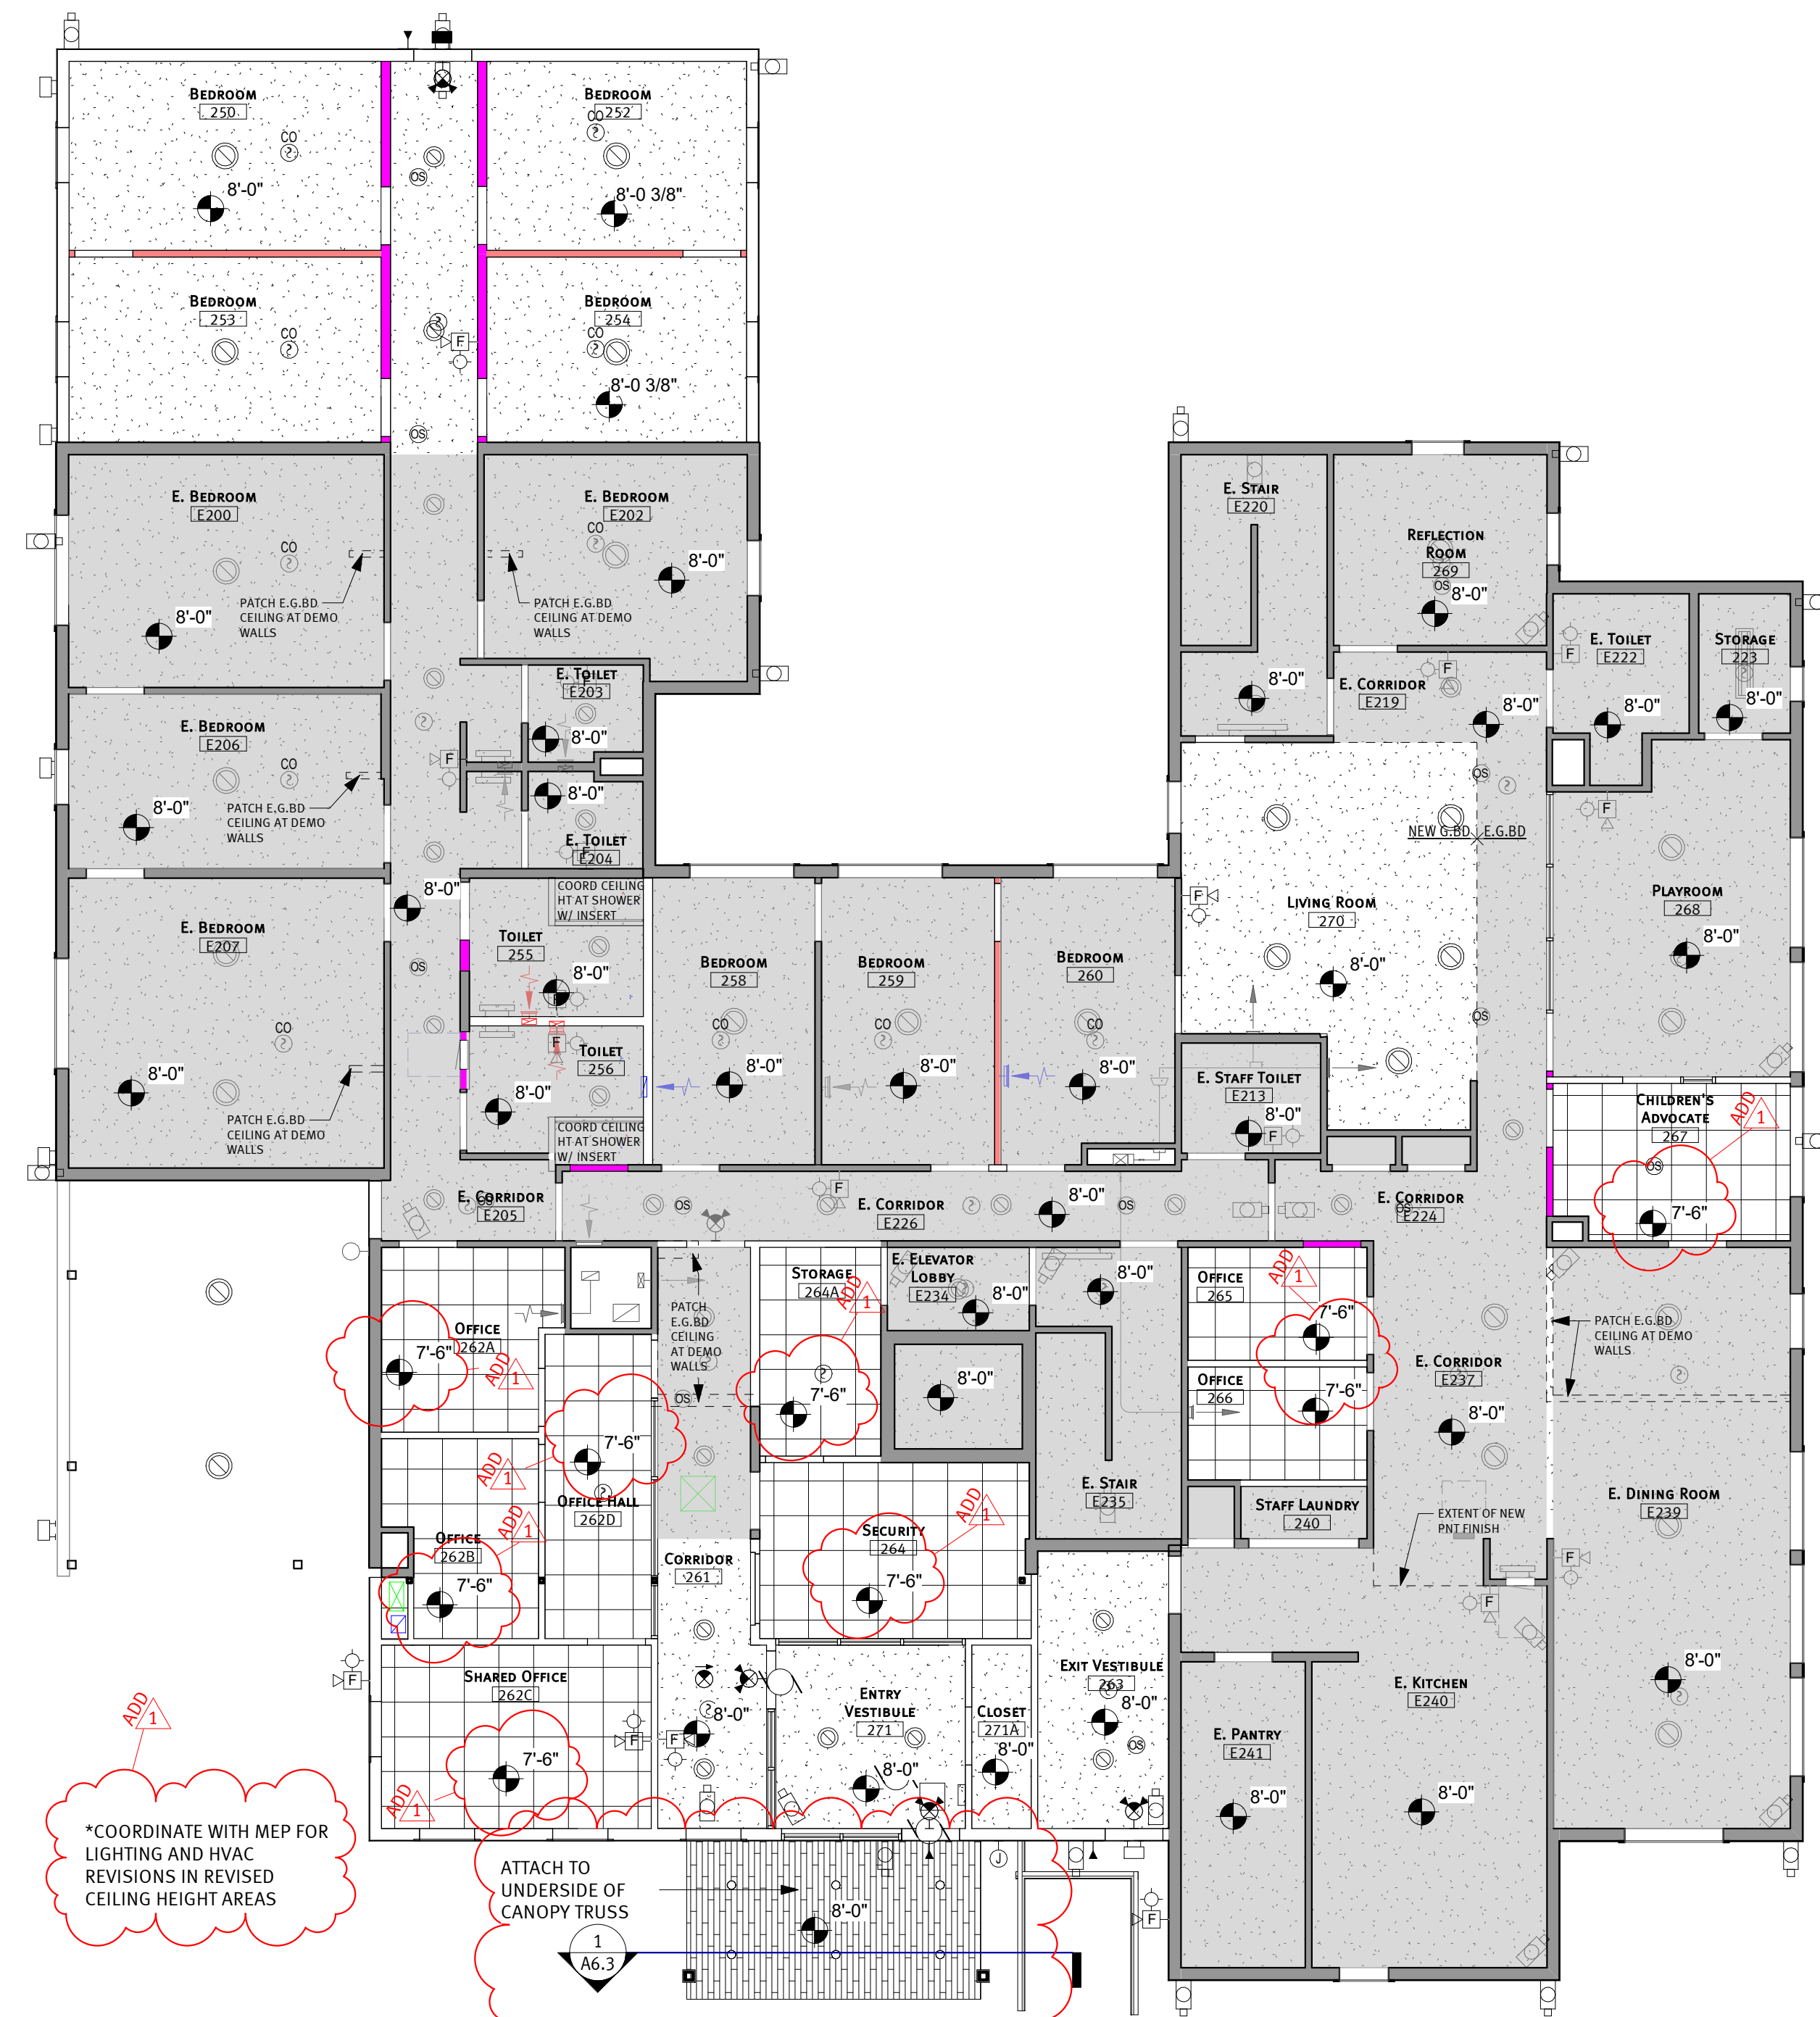 BEDROOM
250
CO
8'-0"
OS
BEDROOM
252
CO
8'-0 3/8"
BEDROOM
253
CO
F
OS
BEDROOM
254
CO
8'-0 3/8"
E. BEDROOM
E200
CO
8'-0"
PATCH E.G.BD
CEILING AT DEMO
WALLS
E. BEDROOM
E202
CO
8'-0"
PATCH E.G.BD
CEILING AT DEMO
WALLS
E. STAIR
E220
8'-0"
REFLECTION
ROOM
269
OS
8'-0"
E. TOILET
E222
F
8'-0"
STORAGE
223
8'-0"
E. TOILET
E203
F
8'-0"
E. CORRIDOR
E219
F
8'-0"
OS
E. BEDROOM
E206
CO
8'-0"
PATCH E.G.BD
CEILING AT DEMO
WALLS
F
8'-0"
E. TOILET
E204
F
NEW G.BD
E.G.BD
F
PLAYROOM
268
8'-0"
E. BEDROOM
E207
CO
8'-0"
PATCH E.G.BD
CEILING AT DEMO
WALLS
8'-0"
OS
COORD CEILING
HT AT SHOWER
W/ INSERT
TOILET
255
8'-0"
F
F
TOILET
256
8'-0"
COORD CEILING
HT AT SHOWER
W/ INSERT
BEDROOM
258
CO
8'-0"
BEDROOM
259
CO
8'-0"
BEDROOM
260
CO
8'-0"
F
LIVING ROOM
270
8'-0"
OS
E. STAFF TOILET
E213
8'-0"
F
CHILDREN'S
ADVOCATE
267
ADD
1
OS
7'-6"
E. CORRIDOR
E205
OS
F
OS
E. CORRIDOR
E226
8'-0"
OS
E. CORRIDOR
OS
E224
OFFICE
262A
7'-6"
ADD
1
PATCH
E.G.BD
CEILING
AT DEMO
WALLS
OS
STORAGE
264A
ADD
1
7'-6"
E. ELEVATOR
LOBBY
E234
8'-0"
8'-0"
8'-0"
OFFICE
265
ADD
1
7'-6"
OFFICE
266
7'-6"
E. CORRIDOR
E237
8'-0"
PATCH E.G.BD
CEILING AT DEMO
WALLS
7'-6"
ADD
1
OFFICE HALL
262D
OFFICE
262B
ADD
1
7'-6"
CORRIDOR
261
SECURITY
264
ADD
1
7'-6"
E. STAIR
E235
STAFF LAUNDRY
240
EXTENT OF NEW
PNT FINISH
E. DINING ROOM
E239
F
F
8'-0"
SHARED OFFICE
262C
F
F
F
7'-6"
ADD
1
8'-0"
ENTRY
VESTIBULE
271
8'-0"
CLOSET
271A
8'-0"
EXIT VESTIBULE
263
8'-0"
OS
E. PANTRY
E241
8'-0"
E. KITCHEN
E240
8'-0"
ADD
1
*COORDINATE WITH MEP FOR
LIGHTING AND HVAC
REVISIONS IN REVISED
CEILING HEIGHT AREAS
ATTACH TO
UNDERSIDE OF
CANOPY TRUSS
8'-0"
1
A6.3
J
F